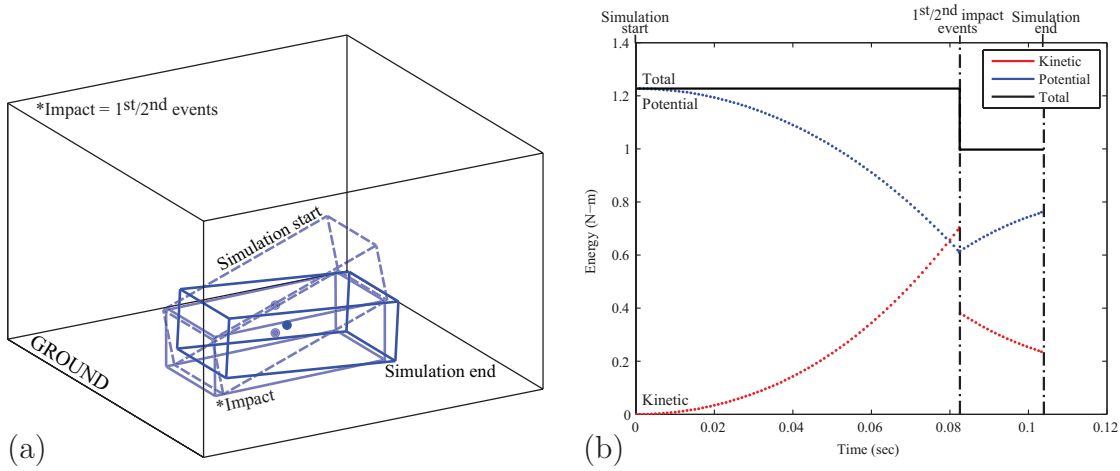 (a)
*Impact = 1st/2nd events
Simulation start
GROUND
*Impact
Simulation end
(b)
Simulation
start
1st/2nd impact
events
Simulation
end
Kinetic
Potential
Total
Total
Potential
Kinetic
Energy (N−m)
1.4
1.2
1
0.8
0.6
0.4
0.2
0
0
0.02
0.04
0.06
0.08
0.1
0.12
Time (sec)